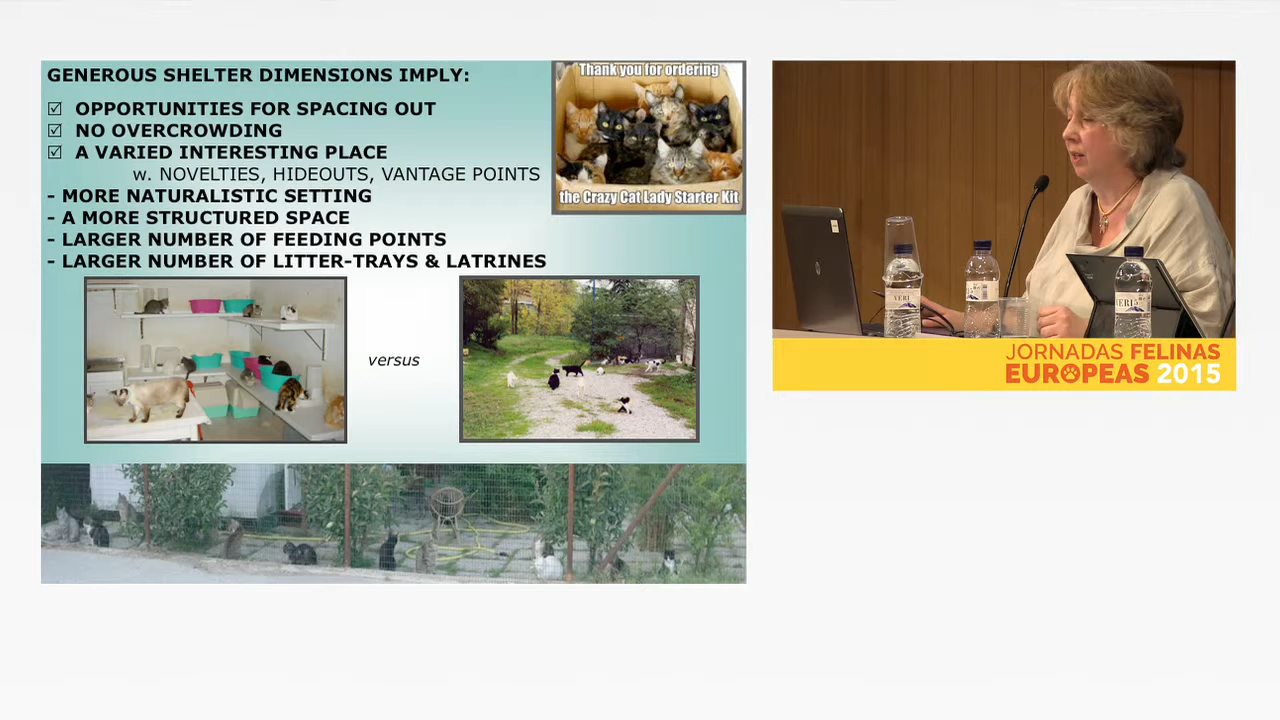 GENEROUS SHELTER DIMENSIONS IMPLY:
☑ OPPORTUNITIES FOR SPACING OUT
☑ NO OVERCROWDING
☑ A VARIED INTERESTING PLACE
w. NOVELTIES, HIDEOUTS, VANTAGE POINTS
- MORE NATURALISTIC SETTING
- A MORE STRUCTURED SPACE
- LARGER NUMBER OF FEEDING POINTS
- LARGER NUMBER OF LITTER-TRAYS & LATRINES
Thank you for ordering
the Crazy Cat Lady Starter Kit
versus
VERI
VERI
JORNADAS FELINAS
EUROPEAS 2015